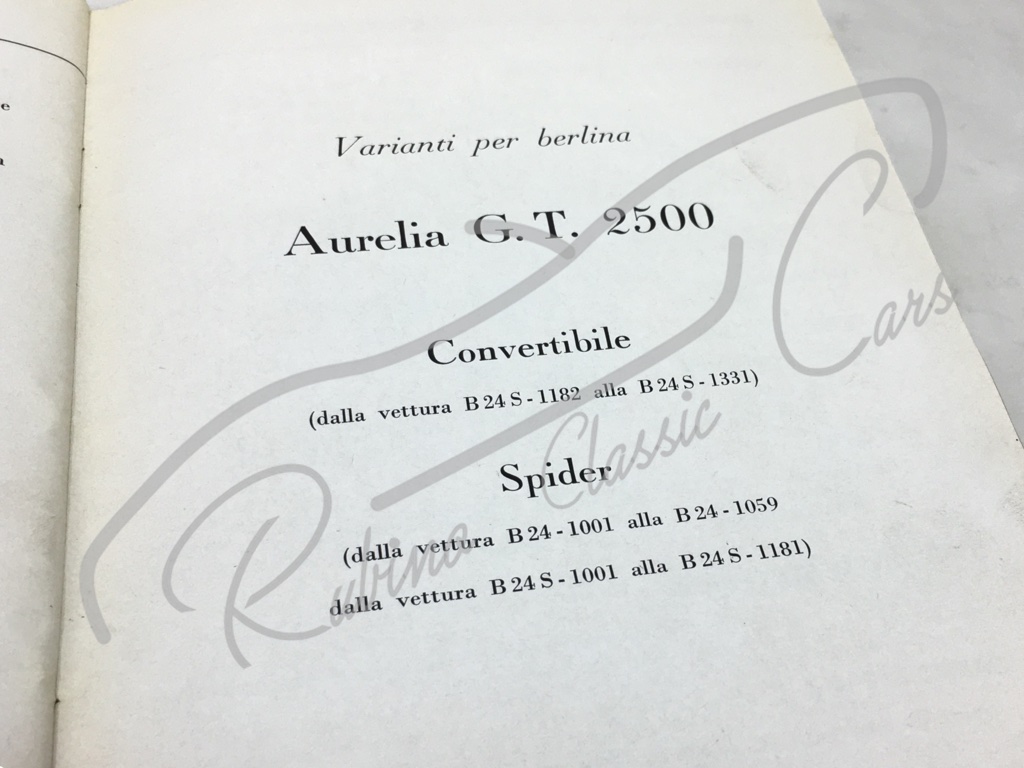 Varianti per berlina
Aurelia G. T. 2500
Convertibile
(dalla vettura B 24 S - 1182 alla B 24 S - 1331)
Spider
(dalla vettura B 24 - 1001 alla B 24 - 1059
dalla vettura B 24 S - 1001 alla B 24 S - 1181)
Rubina Classic Cars
e